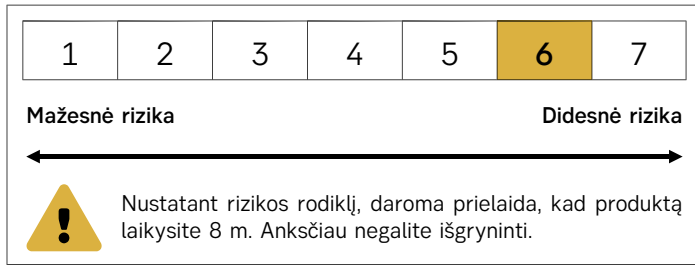 1 2 3 4 5 6 7
Mažesnė rizika Didesnė rizika
Nustatant rizikos rodiklį, daroma prielaida, kad produktą
laikysite 8 m. Anksčiau negalite išgryninti.